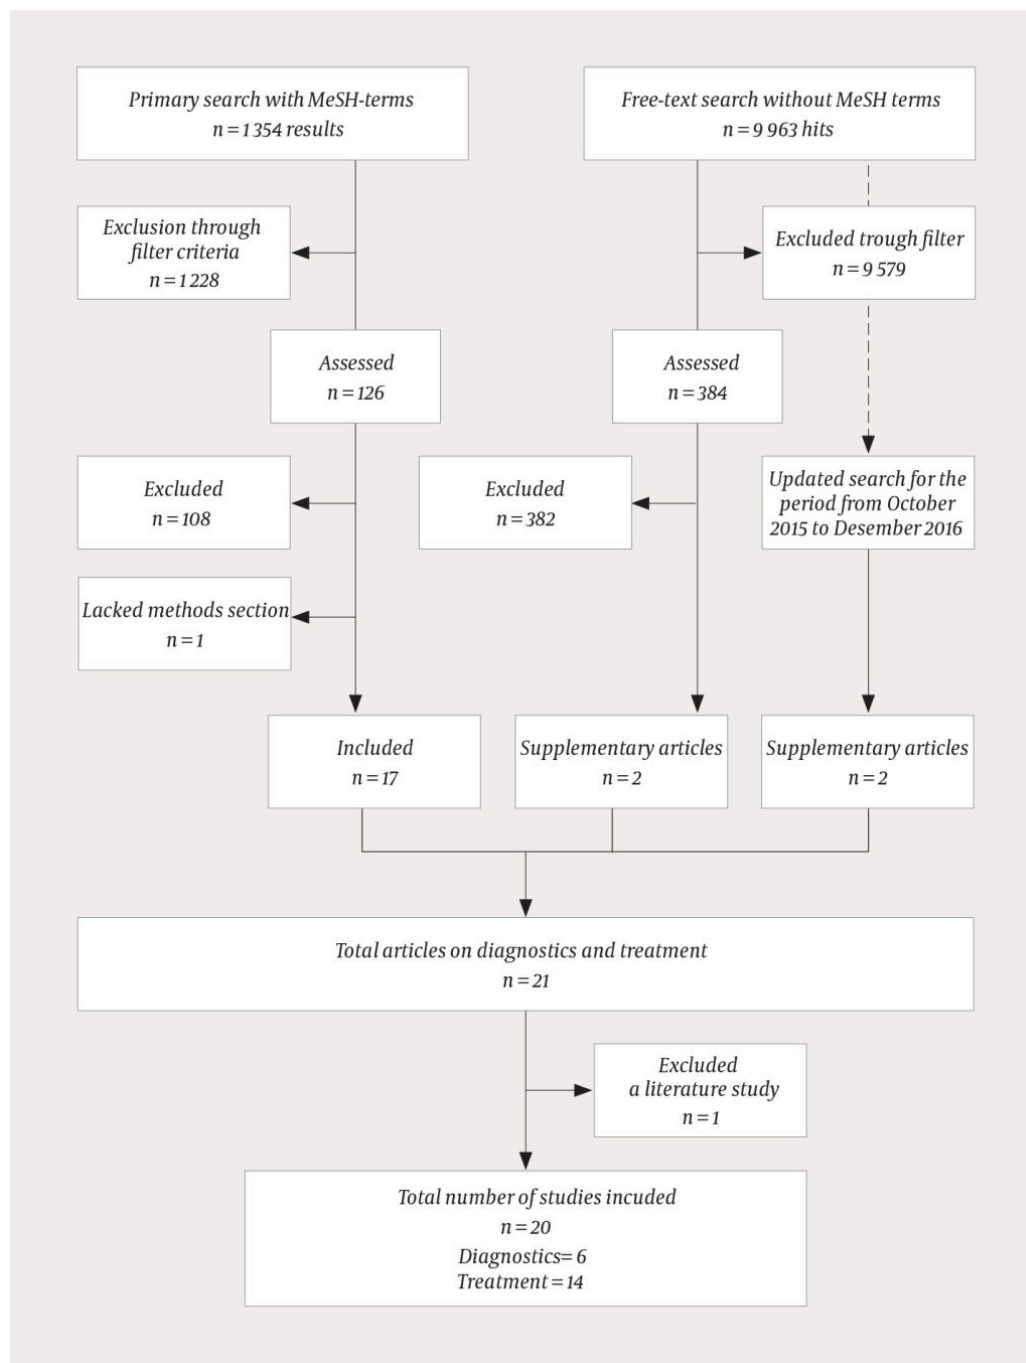 Primary search with MeSH-terms
n = 1 354 results
Free-text search without MeSH terms
n = 9 963 hits
Exclusion through
filter criteria
n = 1 228
Excluded trough filter
n = 9 579
Assessed
n = 126
Assessed
n = 384
Excluded
n = 108
Excluded
n = 382
Updated search for the
period from October
2015 to Desember 2016
Lacked methods section
n = 1
Included
n = 17
Supplementary articles
n = 2
Supplementary articles
n = 2
Total articles on diagnostics and treatment
n = 21
Excluded
a literature study
n = 1
Total number of studies incuded
n = 20
Diagnostics= 6
Treatment = 14